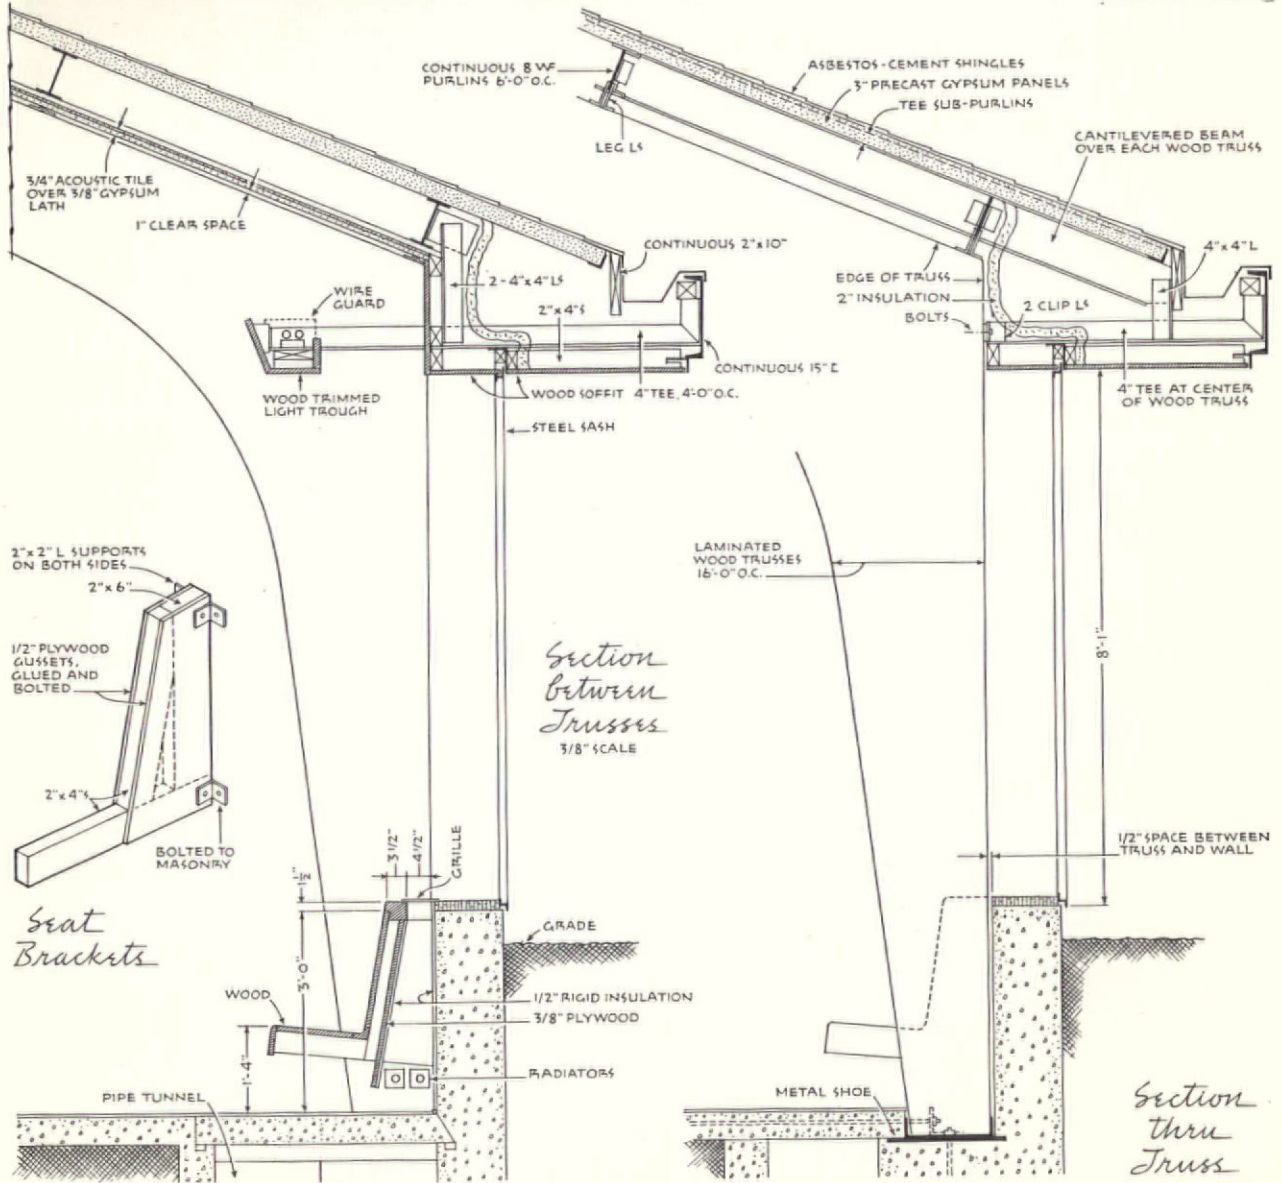 CONTINUOUS 8 WF
PURLINS 6'-0" O.C.
ASBESTOS-CEMENT SHINGLES
3" PRECAST GYPSUM PANELS
TEE SUB-PURLINS
LEG LS
CANTILEVERED BEAM
OVER EACH WOOD TRUSS
3/4" ACOUSTIC TILE
OVER 3/8" GYPSUM
LATH
1" CLEAR SPACE
CONTINUOUS 2"x10"
4"x4" L
WIRE
GUARD
2-4"x4" LS
2"x4"S
EDGE OF TRUSS
2" INSULATION
BOLTS
2 CLIP LS
CONTINUOUS 15" [
WOOD TRIMMED
LIGHT TROUGH
WOOD SOFFIT
4" TEE, 4'-0" O.C.
4" TEE AT CENTER
OF WOOD TRUSS
STEEL SASH
2"x2" L SUPPORTS
ON BOTH SIDES
2"x6"
LAMINATED
WOOD TRUSSES
16'-0" O.C.
1/2" PLYWOOD
GUSSETS,
GLUED AND
BOLTED
8'-1"
Section
between
Trusses
3/8" SCALE
2"x4"S
BOLTED TO
MASONRY
3 1/2"
4 1/2"
GRILLE
1/2" SPACE BETWEEN
TRUSS AND WALL
1 1/2"
Seat
Brackets
GRADE
3'-0"
WOOD
1/2" RIGID INSULATION
3/8" PLYWOOD
1'-4"
RADIATORS
PIPE TUNNEL
METAL SHOE
Section
thru
Truss